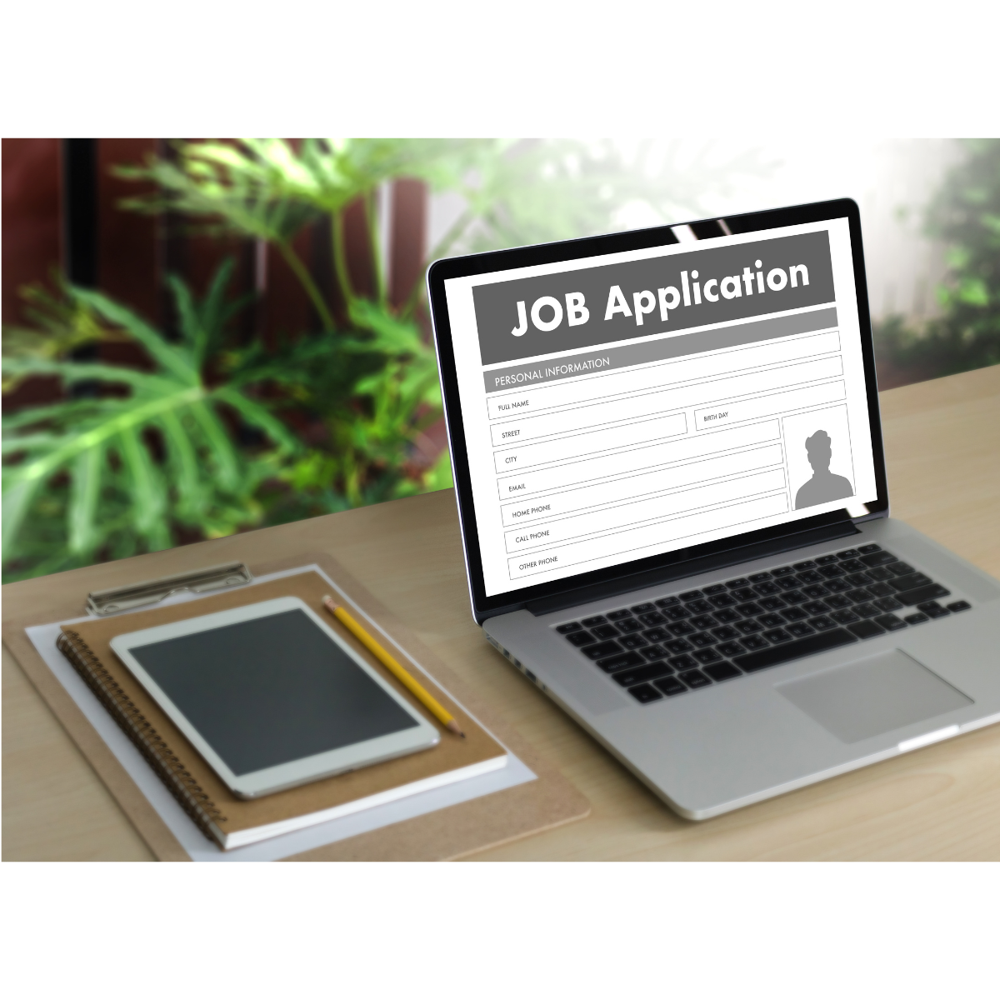 JOB Application
PERSONAL INFORMATION
FULL NAME
STREET
CITY
BIRTH DAY
EMAIL
HOME PHONE
CALL PHONE
OTHER PHONE